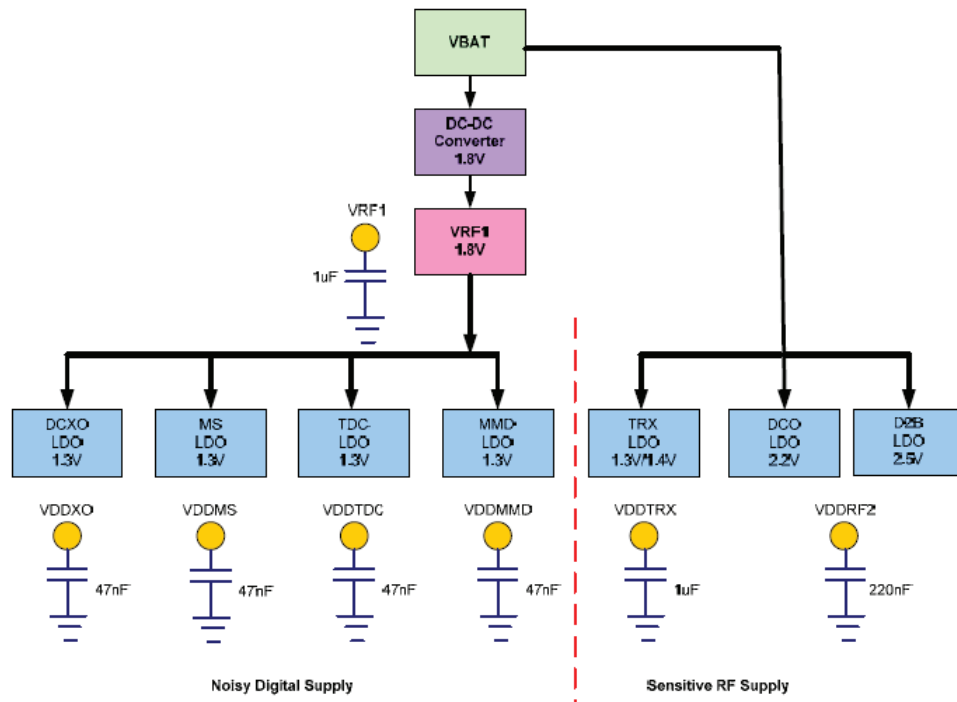 VBAT
DC-DC
Converter
1.8V
VRF1
VRF1
1.8V
1uF
DCXO
LDO
1.3V
MS
LDO
1.3V
TDC
LDO
1.3V
MMD
LDO
1.3V
TRX
LDO
1.3V/1.4V
DCO
LDO
2.2V
D2B
LDO
2.5V
VDDXO
VDDMS
VDDTDC
VDDMMD
VDDTRX
VDDRF2
47nF
47nF
47nF
47nF
1uF
220nF
Noisy Digital Supply
Sensitive RF Supply